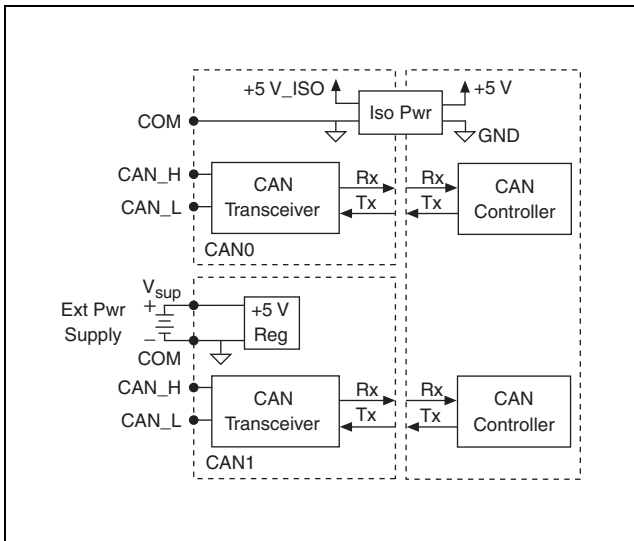 +5 V_ISO
Iso Pwr
+5 V
COM
GND
CAN_H
CAN_L
CAN
Transceiver
Rx
Tx
Rx
Tx
CAN
Controller
CAN0
Vsup
Ext Pwr
Supply
+
–
+5 V
Reg
COM
CAN_H
CAN_L
CAN
Transceiver
Rx
Tx
Rx
Tx
CAN
Controller
CAN1